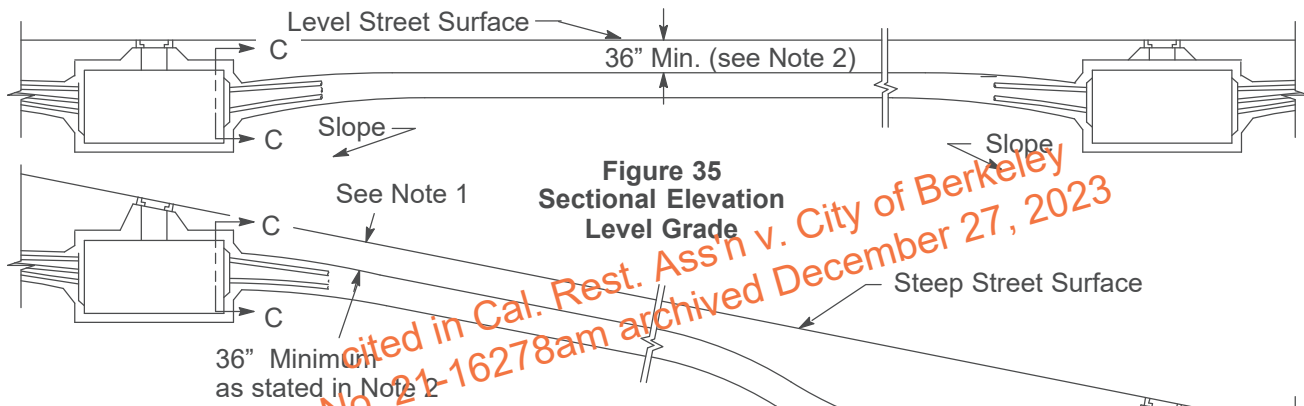 Level Street Surface
C
36” Min. (see Note 2)
C
Slope
Slope
Figure 35
Sectional Elevation
Level Grade
See Note 1
C
Steep Street Surface
C
36” Minimum
as stated in Note 2
cited in Cal. Rest. Ass'n v. City of Berkeley
No. 21-16278am archived December 27, 2023